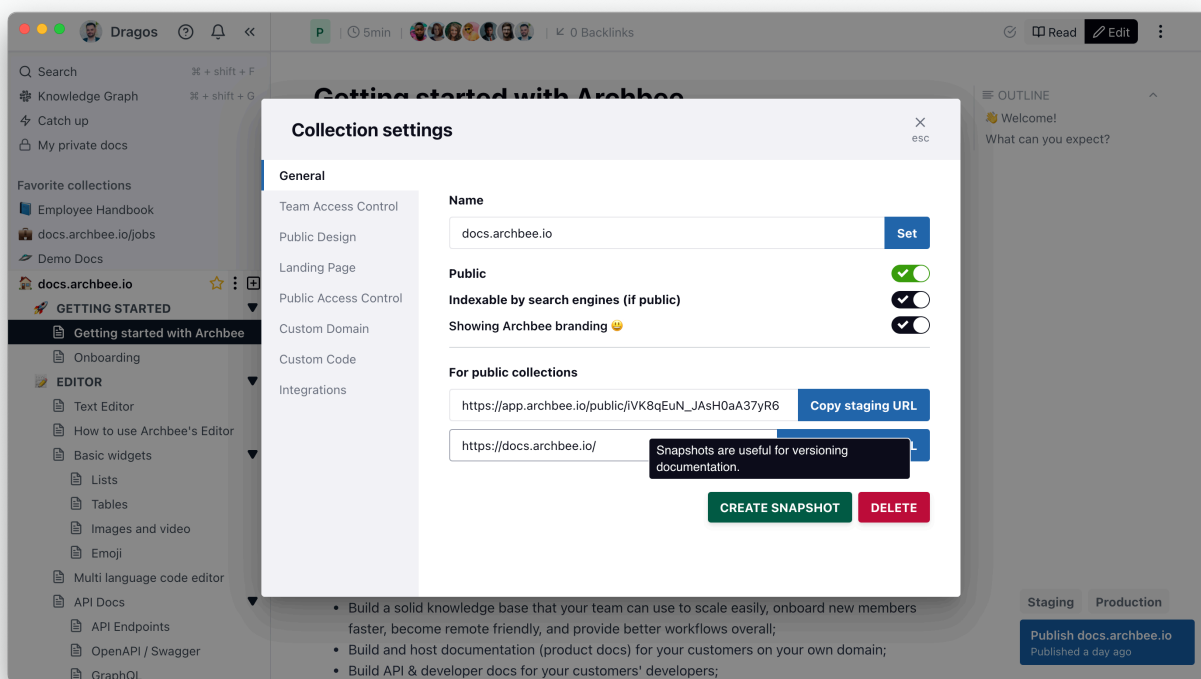 Dragos
P
5min
0 Backlinks
Read
Edit
Search
⌘ + shift + F
Knowledge Graph
⌘ + shift + G
Catch up
My private docs
Favorite collections
Employee Handbook
docs.archbee.io/jobs
Demo Docs
docs.archbee.io
GETTING STARTED
Getting started with Archbee
Onboarding
EDITOR
Text Editor
How to use Archbee's Editor
Basic widgets
Lists
Tables
Images and video
Emoji
Multi language code editor
API Docs
API Endpoints
OpenAPI / Swagger
GraphQL
Getting started with Archbee
Collection settings
esc
General
Team Access Control
Public Design
Landing Page
Public Access Control
Custom Domain
Custom Code
Integrations
Name
docs.archbee.io
Set
Public
Indexable by search engines (if public)
Showing Archbee branding 😃
For public collections
https://app.archbee.io/public/iVK8qEuN_JAsH0aA37yR6
Copy staging URL
https://docs.archbee.io/
L
Snapshots are useful for versioning
documentation.
CREATE SNAPSHOT
DELETE
• Build a solid knowledge base that your team can use to scale easily, onboard new members
faster, become remote friendly, and provide better workflows overall;
• Build and host documentation (product docs) for your customers on your own domain;
• Build API & developer docs for your customers' developers;
OUTLINE
👋 Welcome!
What can you expect?
Staging
Production
Publish docs.archbee.io
Published a day ago